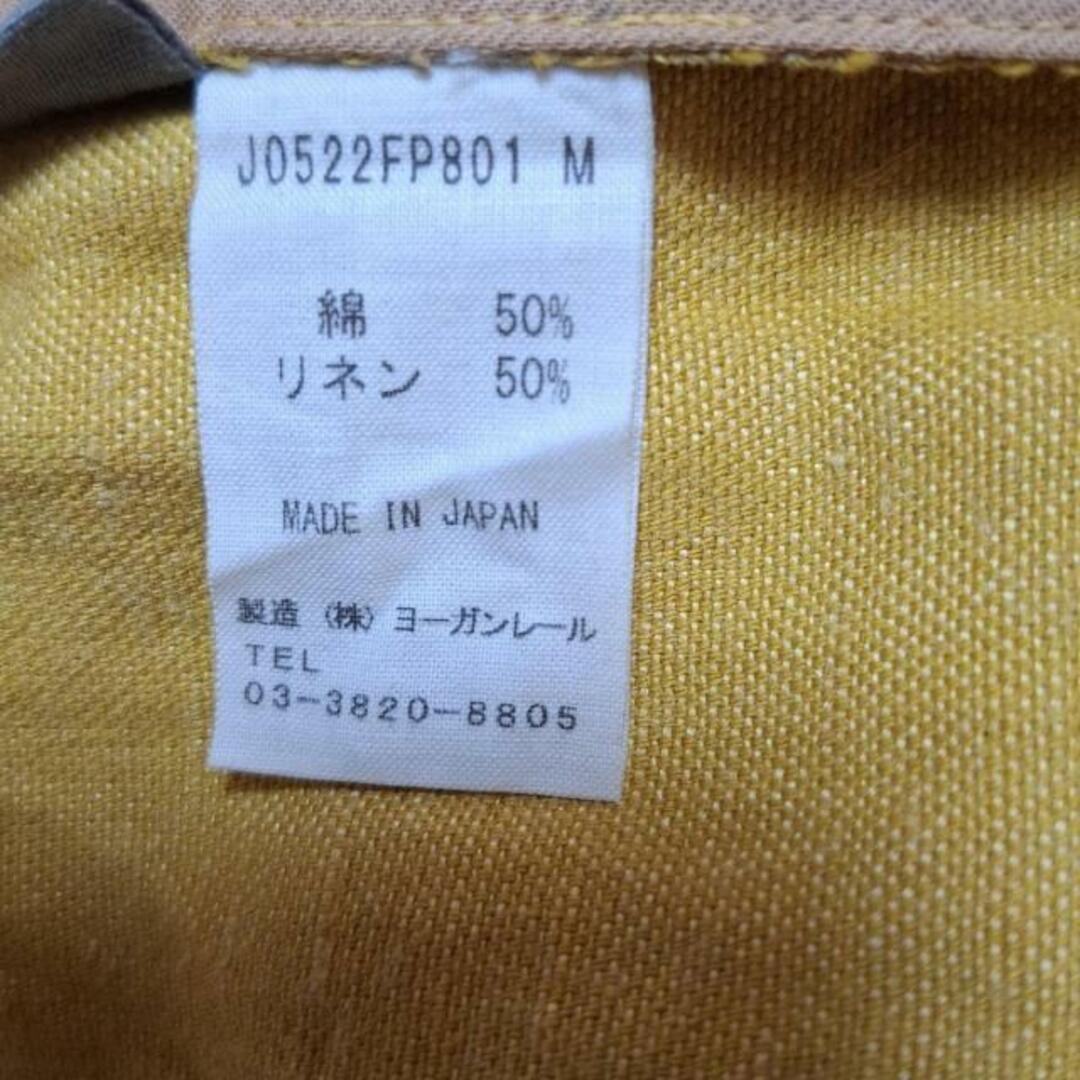 J0522FP801 M
綿 50%
リネン 50%
MADE IN JAPAN
製造 (株) ヨーガンレール
TEL
03-3820-8805